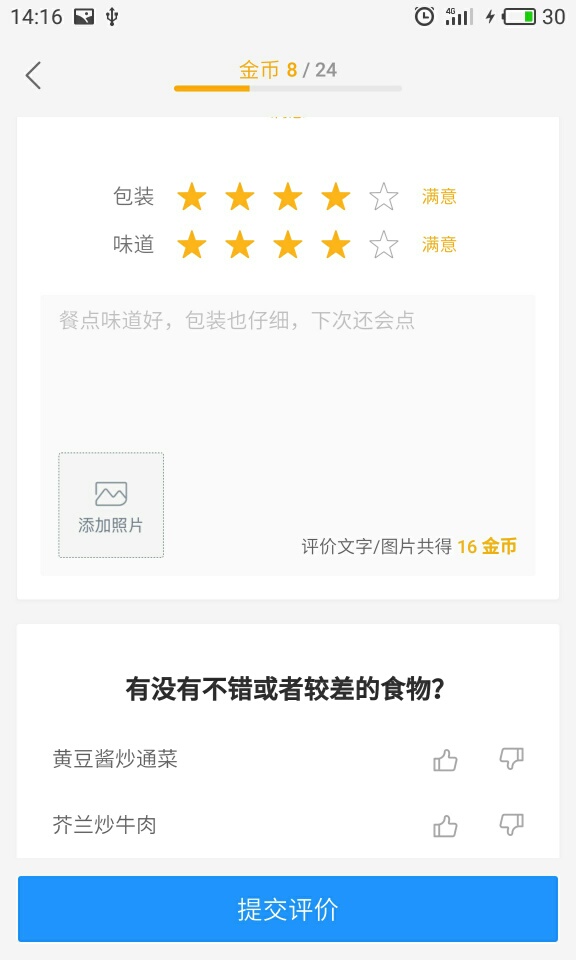 14:16
4G
30
金币 8 / 24
包装
满意
味道
满意
餐点味道好，包装也仔细，下次还会点
添加照片
评价文字/图片共得 16 金币
有没有不错或者较差的食物?
黄豆酱炒通菜
芥兰炒牛肉
提交评价